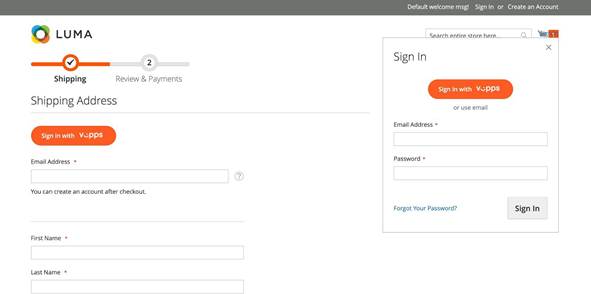 Default welcome msg! Sign In or Create an Account
LUMA
Search entire store here...
1
2
Shipping
Review & Payments
Shipping Address
Sign in with vipps
Email Address *
?
You can create an account after checkout.
First Name *
Last Name *
Sign In
Sign in with vipps
or use email
Email Address *
Password *
Forgot Your Password?
Sign In